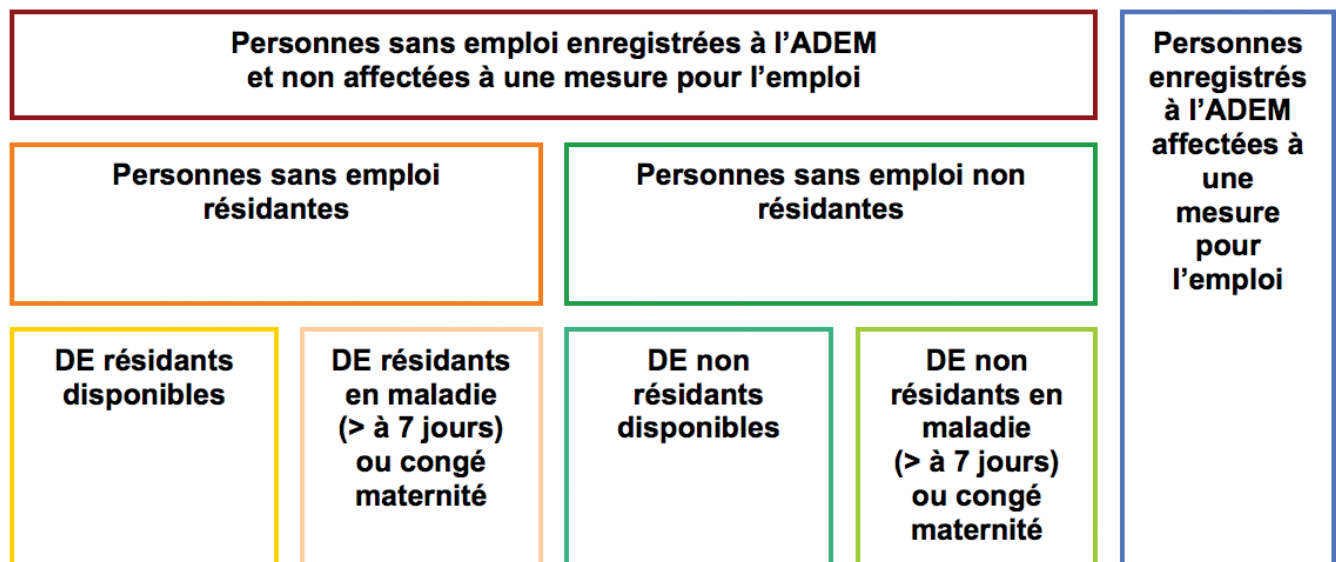 Personnes sans emploi enregistrées à l’ADEM
et non affectées à une mesure pour l’emploi
Personnes
enregistrés
à l’ADEM
affectées à
une
mesure
pour
l’emploi
Personnes sans emploi
résidantes
Personnes sans emploi non
résidantes
DE résidants
disponibles
DE résidants
en maladie
(> à 7 jours)
ou congé
maternité
DE non
résidants
disponibles
DE non
résidants en
maladie
(> à 7 jours)
ou congé
maternité